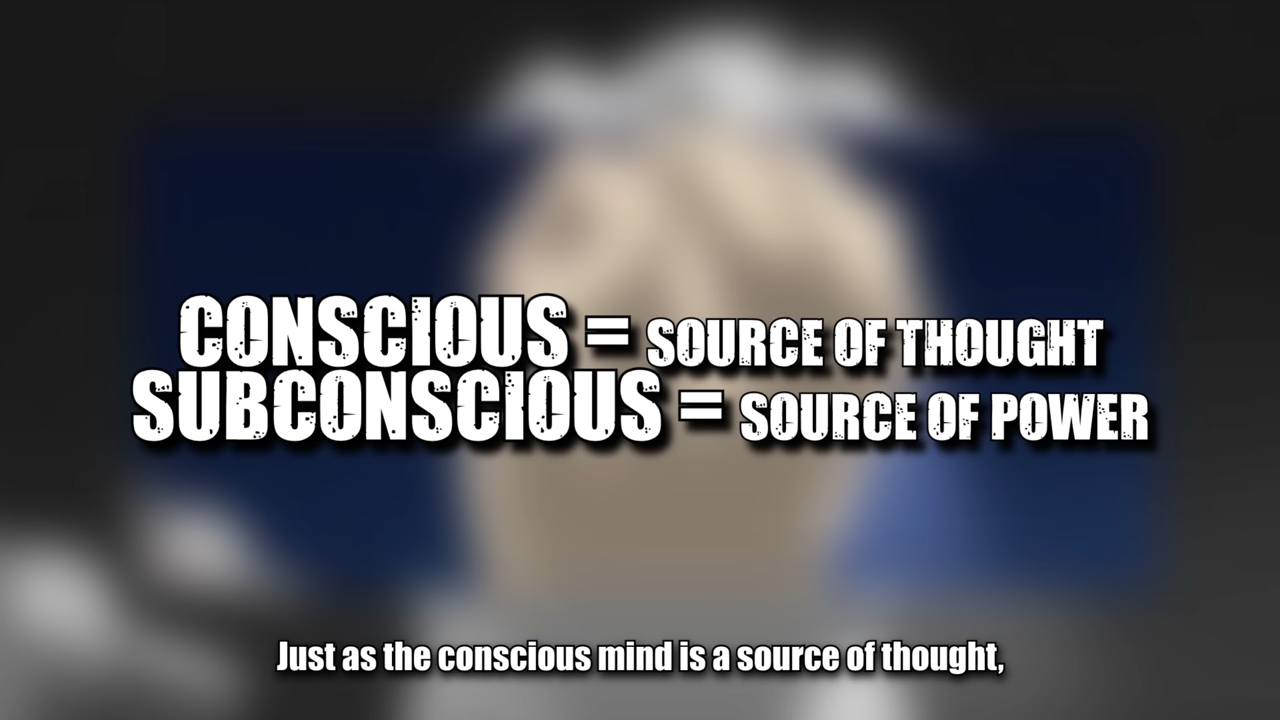 CONSCIOUS = SOURCE OF THOUGHT
SUBCONSCIOUS = SOURCE OF POWER
Just as the conscious mind is a source of thought,